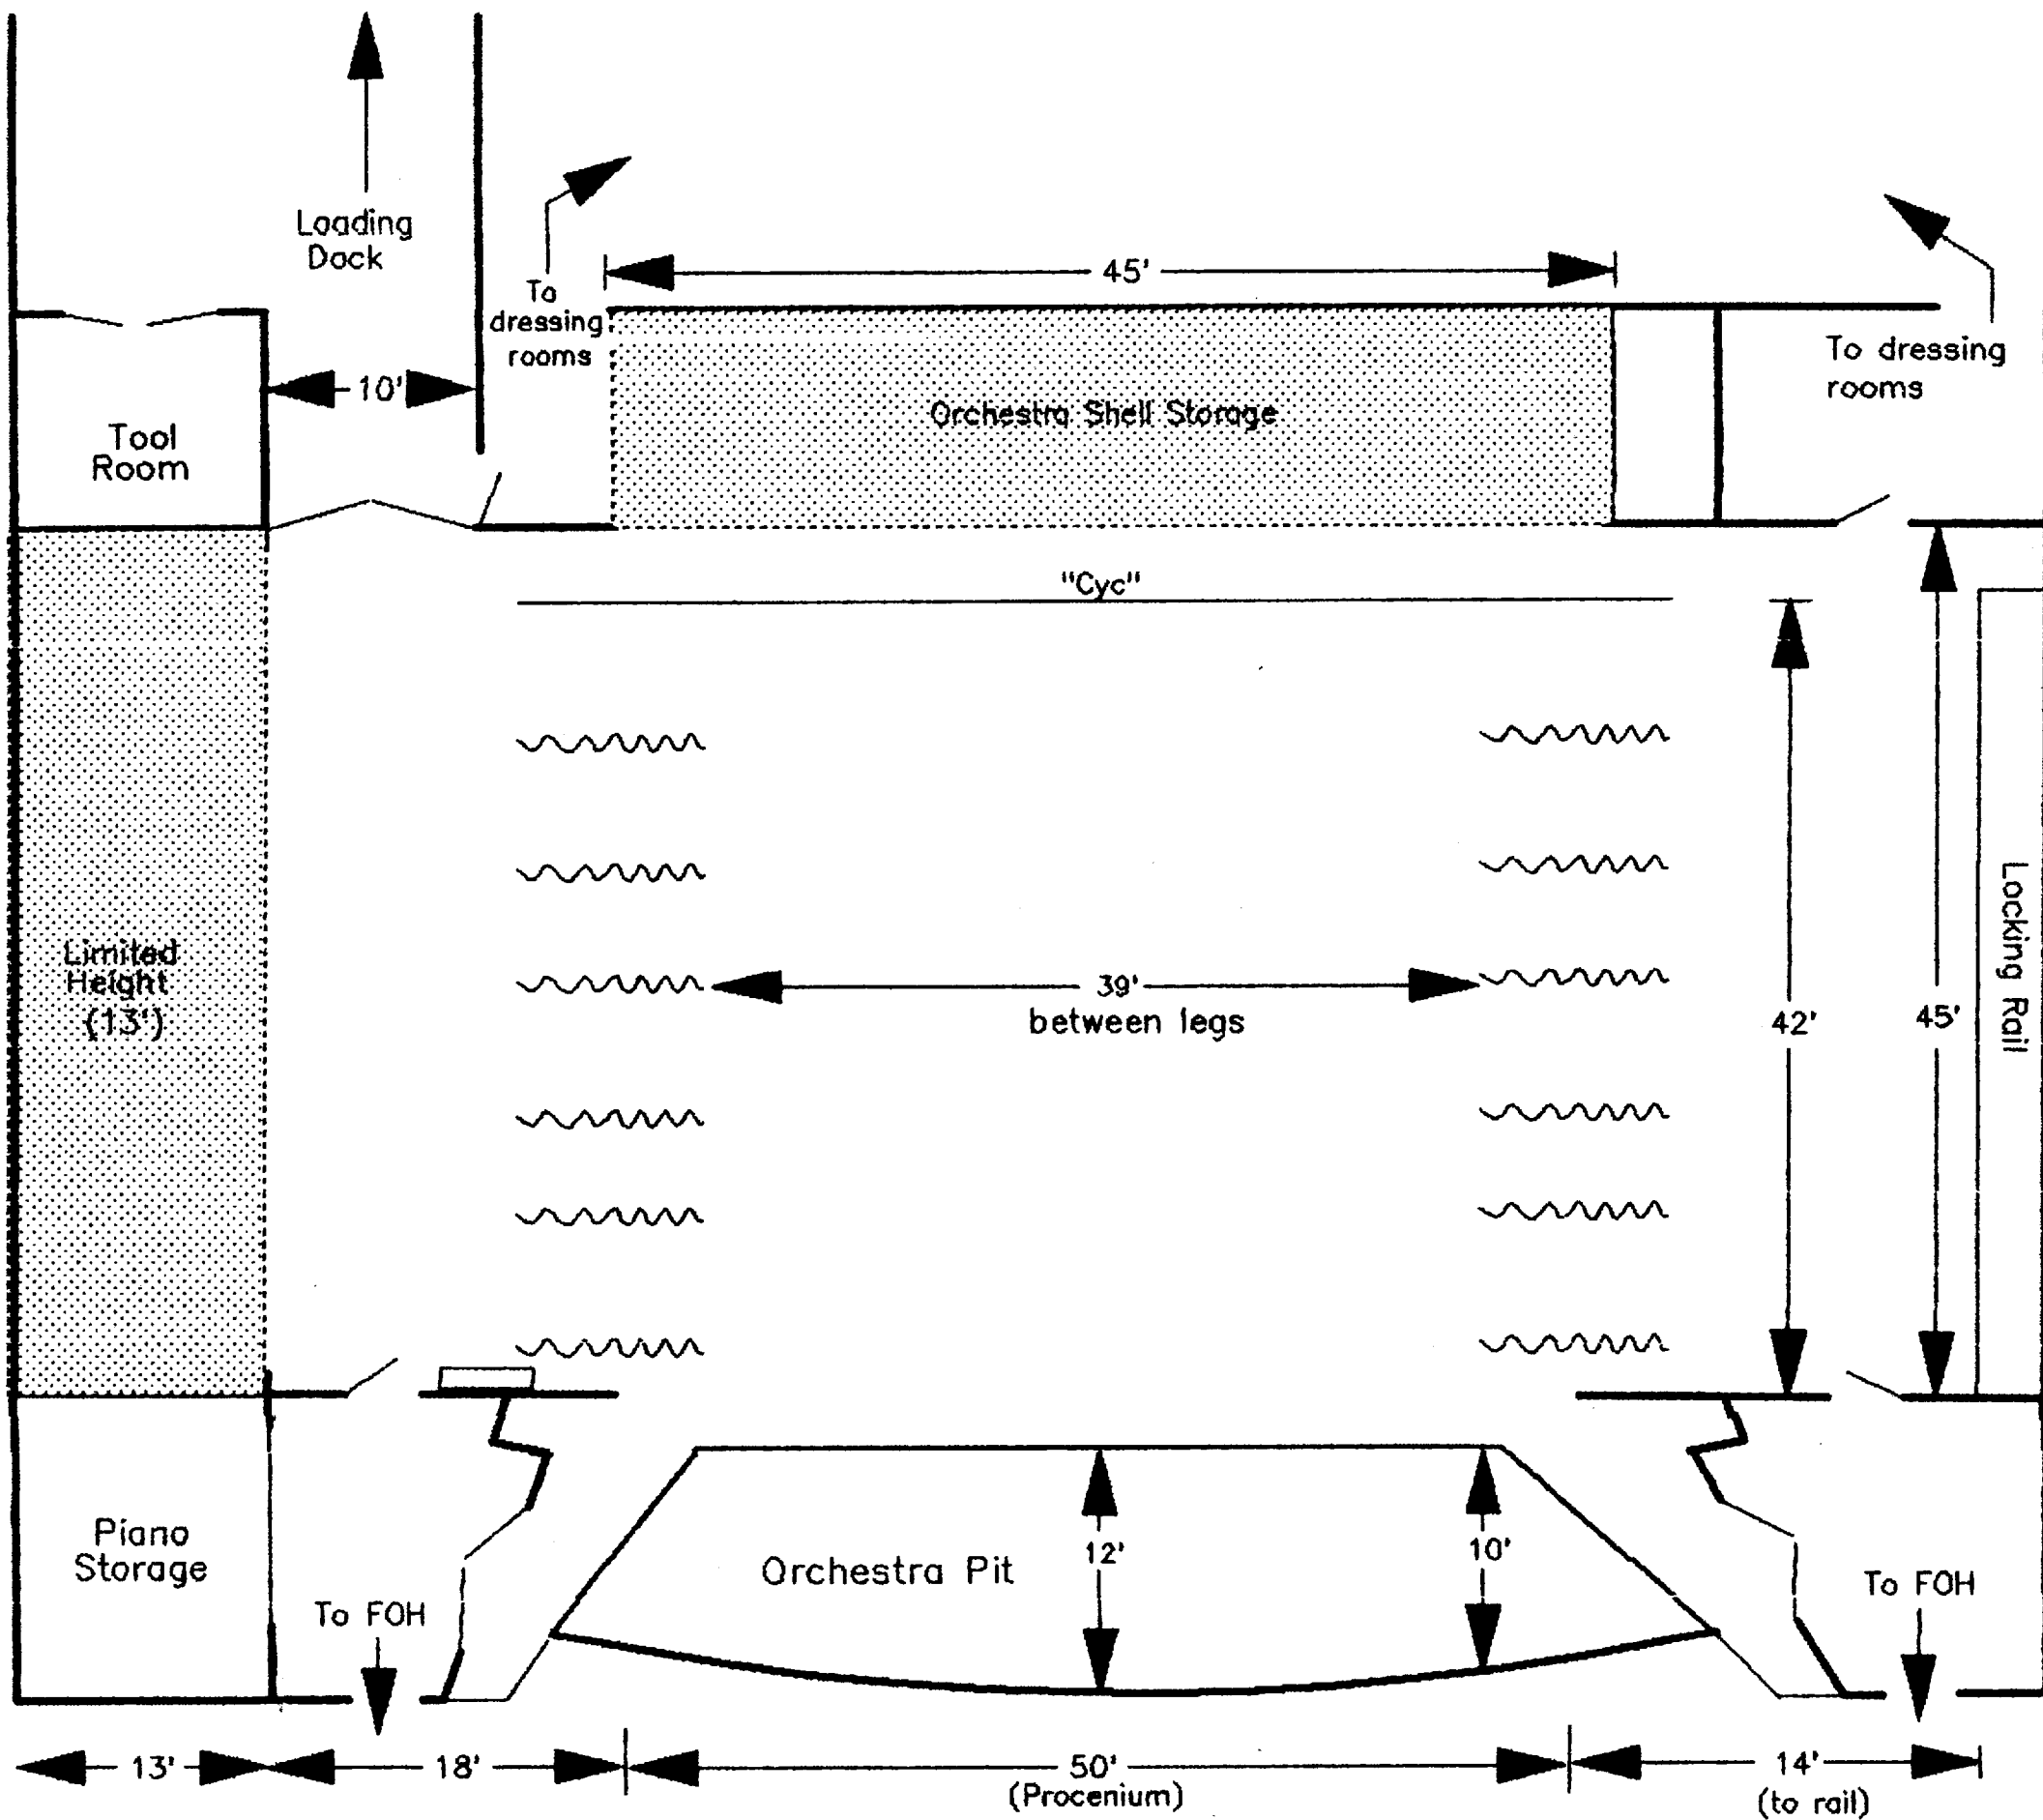 Loading
Dock
To
dressing
rooms
45'
To dressing
rooms
10'
Tool
Room
Orchestra Shell Storage
"Cyc"
Limited
Height
(13')
39'
between legs
42'
45'
Locking Rail
Piano
Storage
To FOH
Orchestra Pit
12'
10'
To FOH
13'
18'
50'
(Procenium)
14'
(to rail)